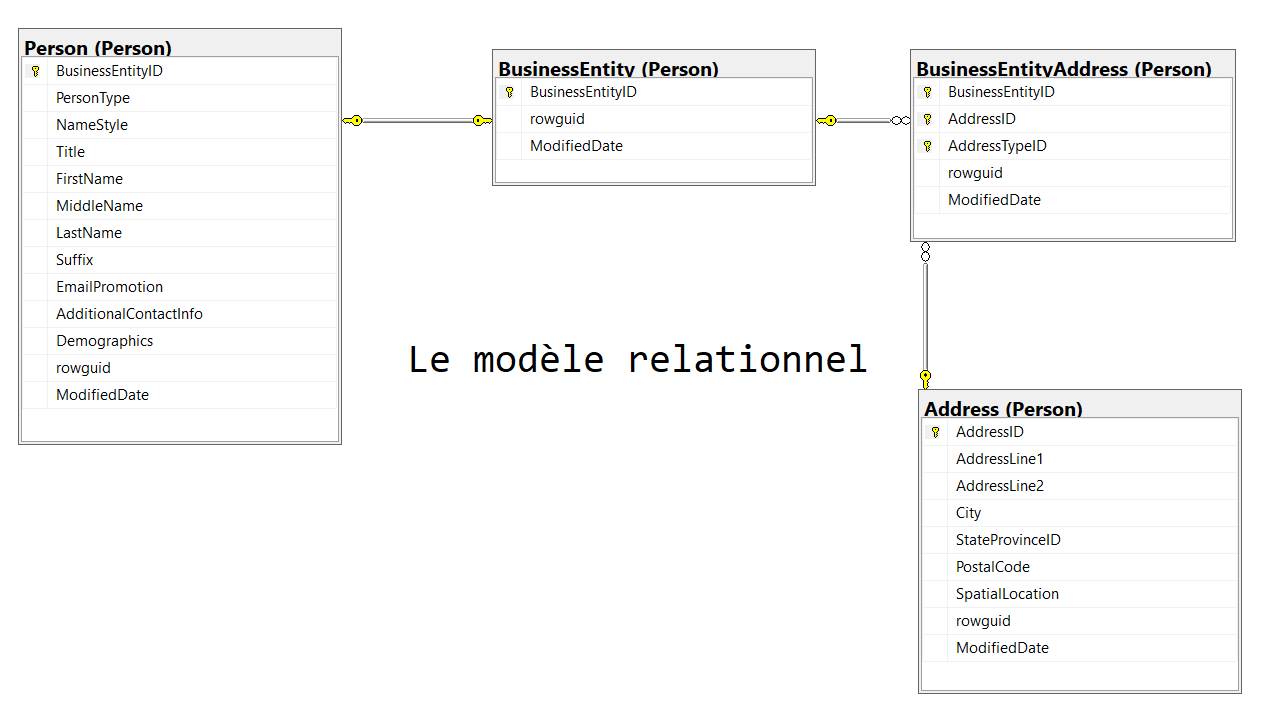 Person (Person)
BusinessEntityID
PersonType
NameStyle
Title
FirstName
MiddleName
LastName
Suffix
EmailPromotion
AdditionalContactInfo
Demographics
rowguid
ModifiedDate
BusinessEntity (Person)
BusinessEntityID
rowguid
ModifiedDate
BusinessEntityAddress (Person)
BusinessEntityID
AddressID
AddressTypeID
rowguid
ModifiedDate
Le modèle relationnel
Address (Person)
AddressID
AddressLine1
AddressLine2
City
StateProvinceID
PostalCode
SpatialLocation
rowguid
ModifiedDate